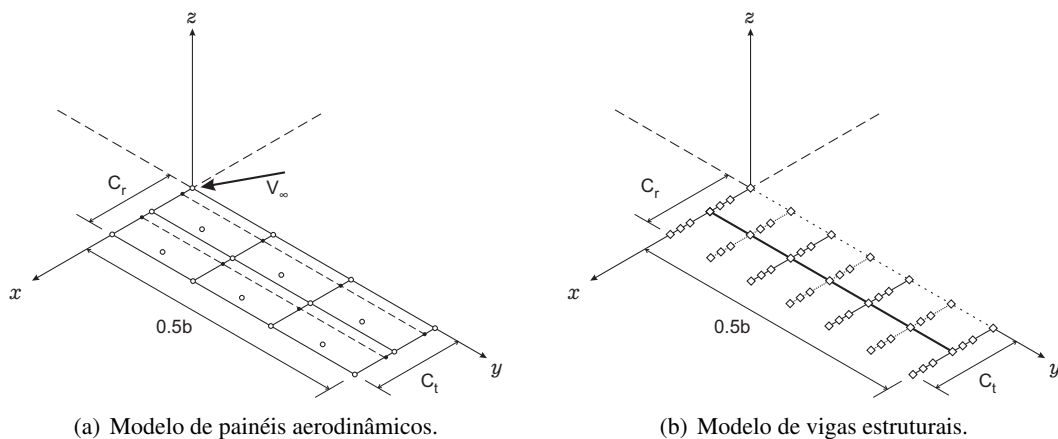 z
z
C_r
V_∞
C_r
x
0.5b
C_t
y
x
0.5b
C_t
y
(a) Modelo de painéis aerodinâmicos.
(b) Modelo de vigas estruturais.